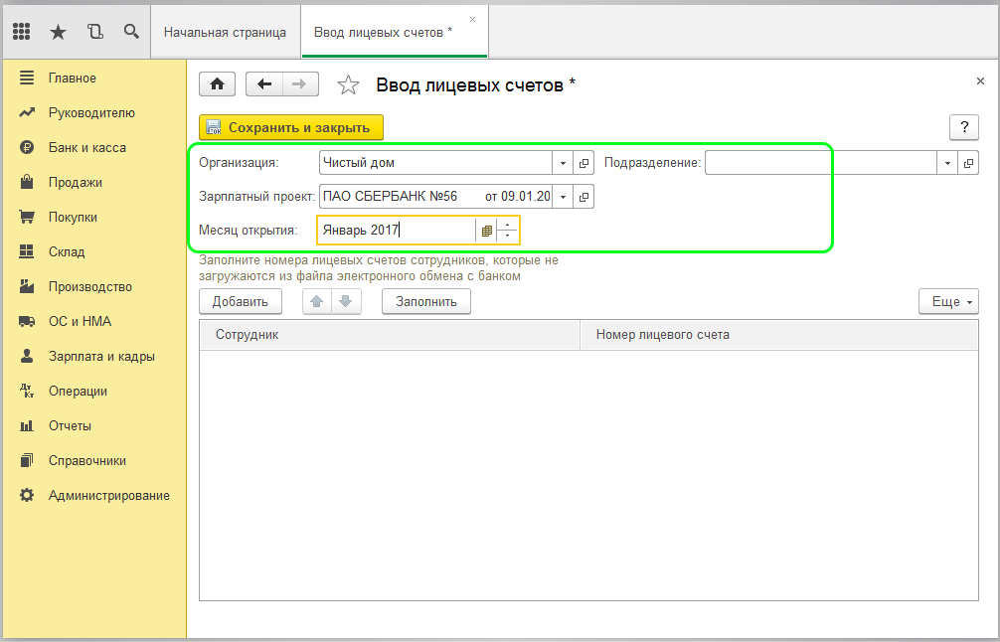 Начальная страница
Ввод лицевых счетов *
Главное
Руководителю
Банк и касса
Продажи
Покупки
Склад
Производство
ОС и НМА
Зарплата и кадры
Операции
Отчеты
Справочники
Администрирование
Ввод лицевых счетов *
Сохранить и закрыть
?
Организация: Чистый дом Подразделение:
Зарплатный проект: ПАО СБЕРБАНК №56 от 09.01.20
Месяц открытия: Январь 2017
Заполните номера лицевых счетов сотрудников, которые не
загружаются из файла электронного обмена с банком
Добавить Заполнить Еще
Сотрудник Номер лицевого счета